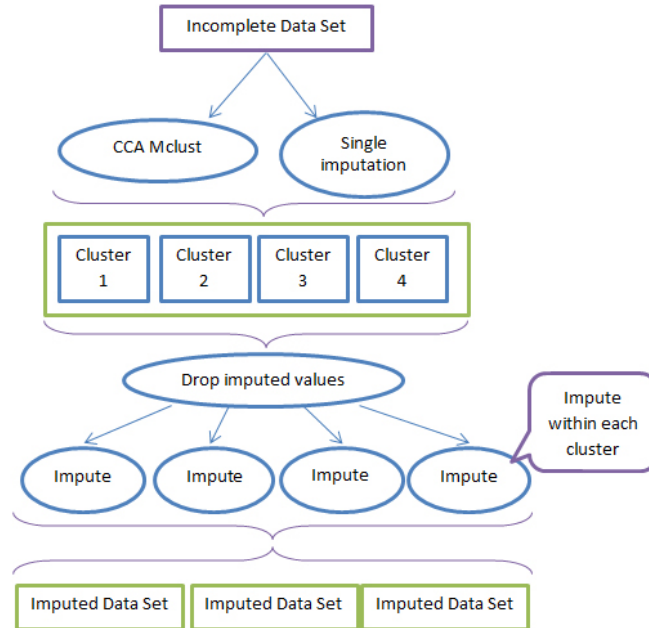 Incomplete Data Set
CCA Mclust
Single
imputation
Cluster
1
Cluster
2
Cluster
3
Cluster
4
Drop imputed values
Impute
within each
cluster
Impute
Impute
Impute
Impute
Imputed Data Set
Imputed Data Set
Imputed Data Set